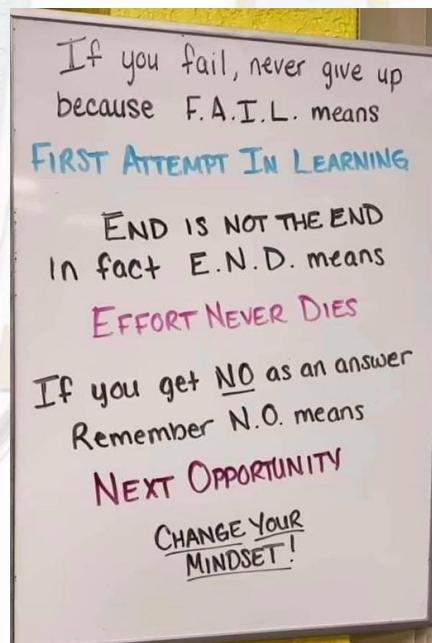 If you fail, never give up
because F.A.I.L. means
FIRST ATTEMPT IN LEARNING
END IS NOT THE END
In fact E.N.D. means
EFFORT NEVER DIES
If you get NO as an answer
Remember N.O. means
NEXT OPPORTUNITY
CHANGE YOUR
MINDSET!